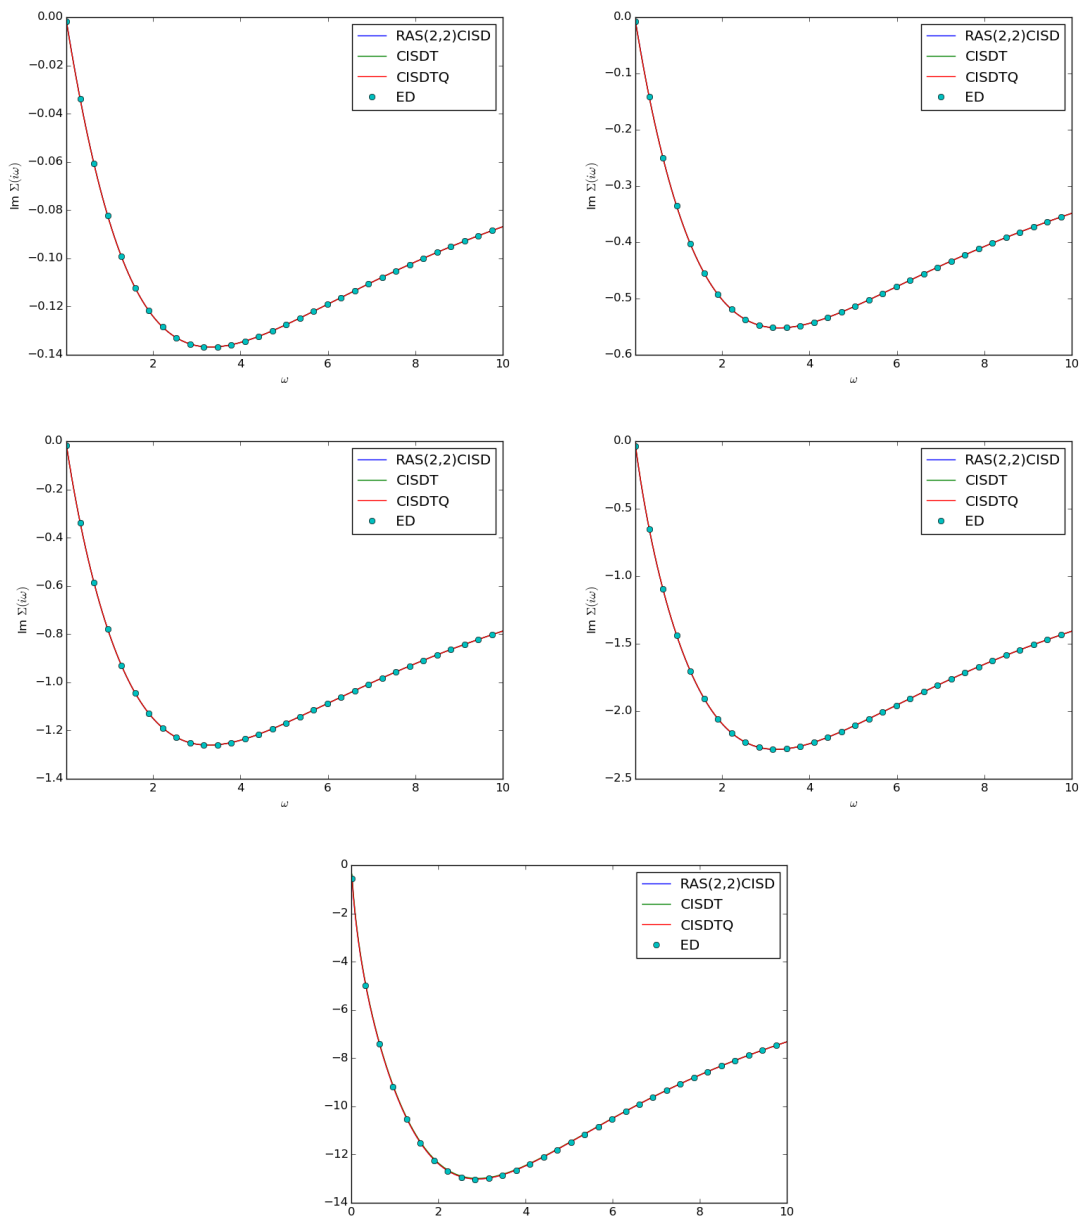 0.00
−0.02
−0.04
−0.06
−0.08
−0.10
−0.12
−0.14
Im Σ(iω)
2
4
6
8
10
ω
RAS(2,2)CISD
CISDT
CISDTQ
ED
0.0
−0.1
−0.2
−0.3
−0.4
−0.5
−0.6
Im Σ(iω)
2
4
6
8
10
ω
RAS(2,2)CISD
CISDT
CISDTQ
ED
0.0
−0.2
−0.4
−0.6
−0.8
−1.0
−1.2
−1.4
Im Σ(iω)
2
4
6
8
10
ω
RAS(2,2)CISD
CISDT
CISDTQ
ED
0.0
−0.5
−1.0
−1.5
−2.0
−2.5
Im Σ(iω)
2
4
6
8
10
ω
RAS(2,2)CISD
CISDT
CISDTQ
ED
0
−2
−4
−6
−8
−10
−12
−14
0
2
4
6
8
10
RAS(2,2)CISD
CISDT
CISDTQ
ED